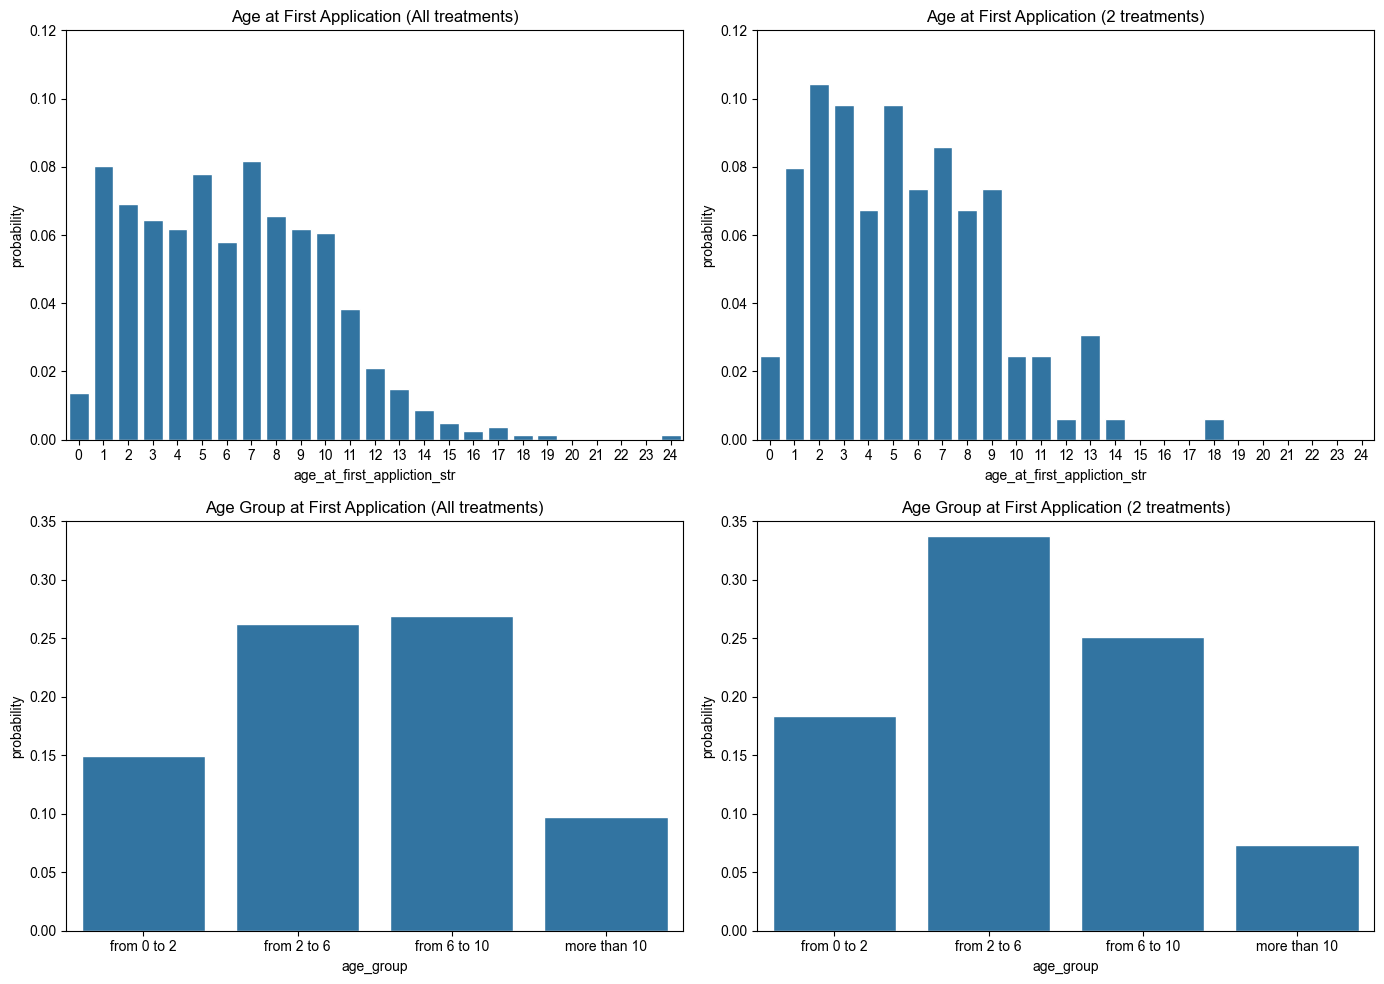 Age at First Application (All treatments)
0.12
0.10
0.08
0.06
0.04
0.02
0.00
probability
0 1 2 3 4 5 6 7 8 9 10 11 12 13 14 15 16 17 18 19 20 21 22 23 24
age_at_first_appliction_str
Age at First Application (2 treatments)
0.12
0.10
0.08
0.06
0.04
0.02
0.00
probability
0 1 2 3 4 5 6 7 8 9 10 11 12 13 14 15 16 17 18 19 20 21 22 23 24
age_at_first_appliction_str
Age Group at First Application (All treatments)
0.35
0.30
0.25
0.20
0.15
0.10
0.05
0.00
probability
from 0 to 2 from 2 to 6 from 6 to 10 more than 10
age_group
Age Group at First Application (2 treatments)
0.35
0.30
0.25
0.20
0.15
0.10
0.05
0.00
probability
from 0 to 2 from 2 to 6 from 6 to 10 more than 10
age_group